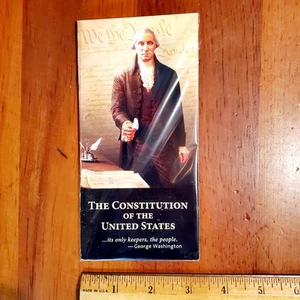 We the People
THE CONSTITUTION
OF THE
UNITED STATES
...its only keepers, the people.
—George Washington
1 2 3 4 5 6
MADE IN U.S.A.